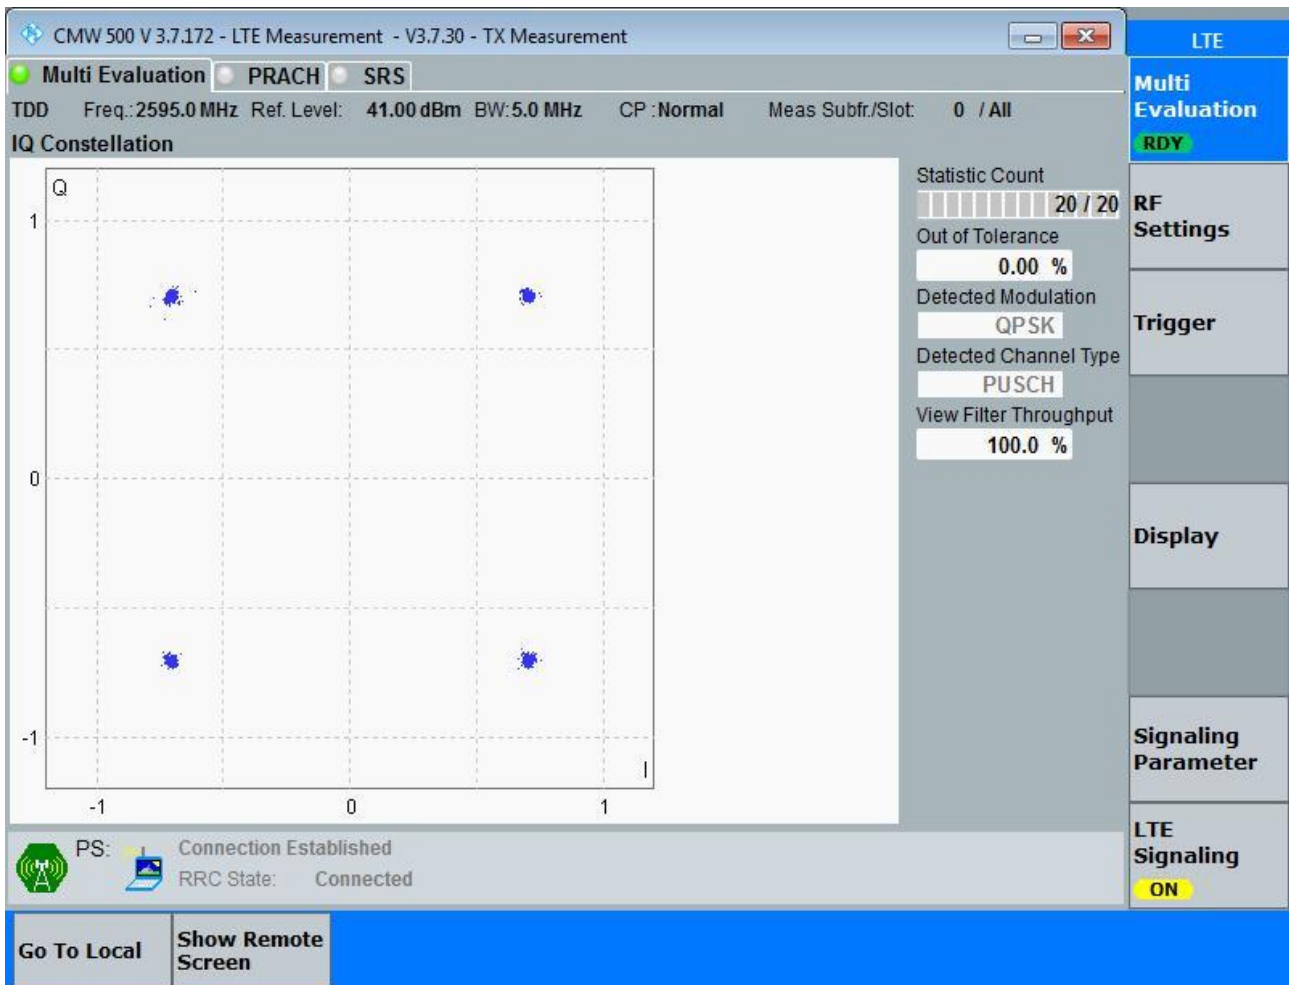 CMW 500 V 3.7.172 - LTE Measurement - V3.7.30 - TX Measurement
LTE
Multi Evaluation PRACH SRS
TDD Freq.: 2595.0 MHz Ref. Level: 41.00 dBm BW: 5.0 MHz CP : Normal Meas Subfr./Slot: 0 / All
IQ Constellation
Q
1
0
-1
-1 0 1
I
Statistic Count
20 / 20
Out of Tolerance
0.00 %
Detected Modulation
QPSK
Detected Channel Type
PUSCH
View Filter Throughput
100.0 %
Multi
Evaluation
RDY
RF
Settings
Trigger
Display
Signaling
Parameter
LTE
Signaling
ON
PS: Connection Established
RRC State: Connected
Go To Local
Show Remote
Screen